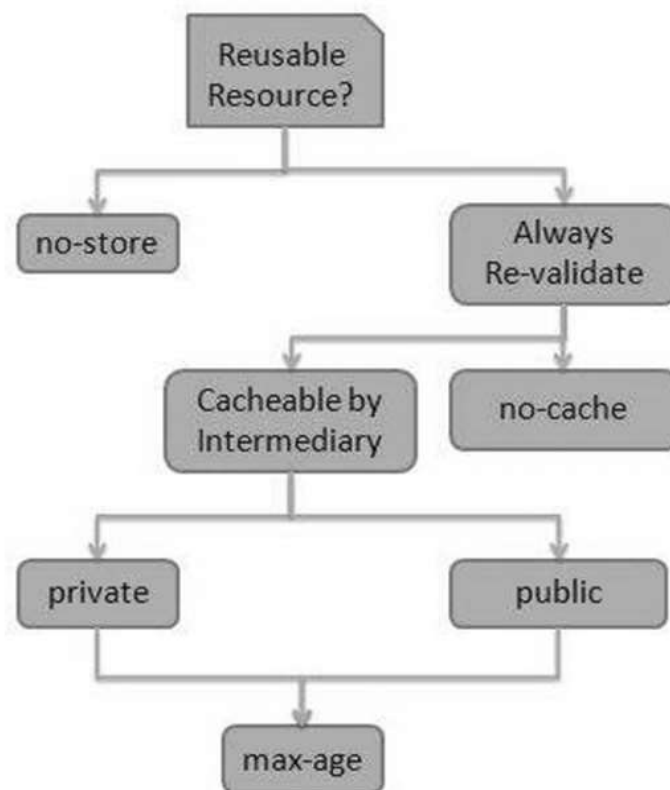 Reusable
Resource?
no-store
Always
Re-validate
Cacheable by
Intermediary
no-cache
private
public
max-age